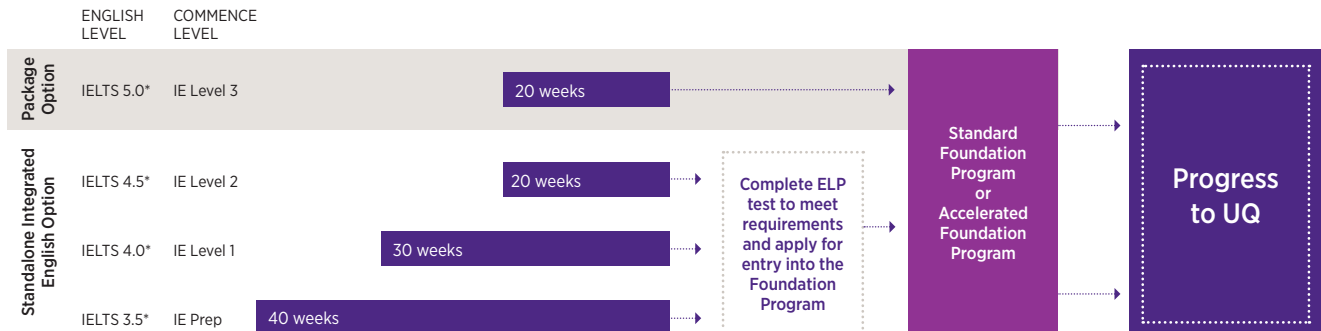 ENGLISH
LEVEL
COMMENCE
LEVEL
Package
Option
IELTS 5.0*
IE Level 3
20 weeks
Standalone Integrated
English Option
IELTS 4.5*
IE Level 2
20 weeks
IELTS 4.0*
IE Level 1
30 weeks
IELTS 3.5*
IE Prep
40 weeks
Complete ELP
test to meet
requirements
and apply for
entry into the
Foundation
Program
Standard
Foundation
Program
or
Accelerated
Foundation
Program
Progress
to UQ